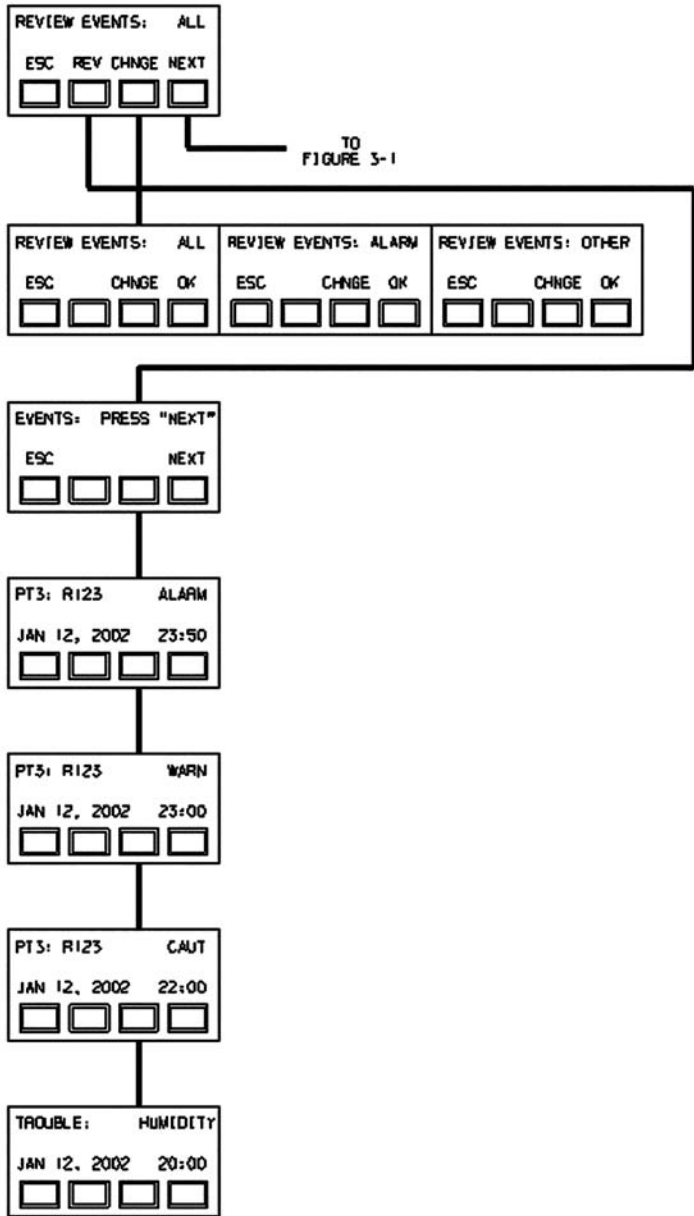 REVIEW EVENTS: ALL
ESC REV CHNGE NEXT
TO
FIGURE 3-1
REVIEW EVENTS: ALL
ESC CHNGE OK
REVIEW EVENTS: ALARM
ESC CHNGE OK
REVIEW EVENTS: OTHER
ESC CHNGE OK
EVENTS: PRESS "NEXT"
ESC NEXT
PT3: R123 ALARM
JAN 12, 2002 23:50
PT3: R123 WARN
JAN 12, 2002 23:00
PT3: R123 CAUT
JAN 12, 2002 22:00
TROUBLE: HUMIDITY
JAN 12, 2002 20:00